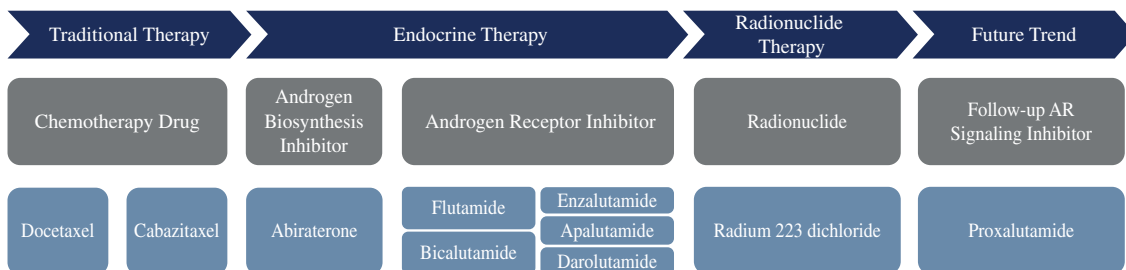 Traditional Therapy
Endocrine Therapy
Radionuclide
Therapy
Future Trend
Chemotherapy Drug
Androgen
Biosynthesis
Inhibitor
Androgen Receptor Inhibitor
Radionuclide
Follow-up AR
Signaling Inhibitor
Docetaxel
Cabazitaxel
Abiraterone
Flutamide
Bicalutamide
Enzalutamide
Apalutamide
Darolutamide
Radium 223 dichloride
Proxalutamide